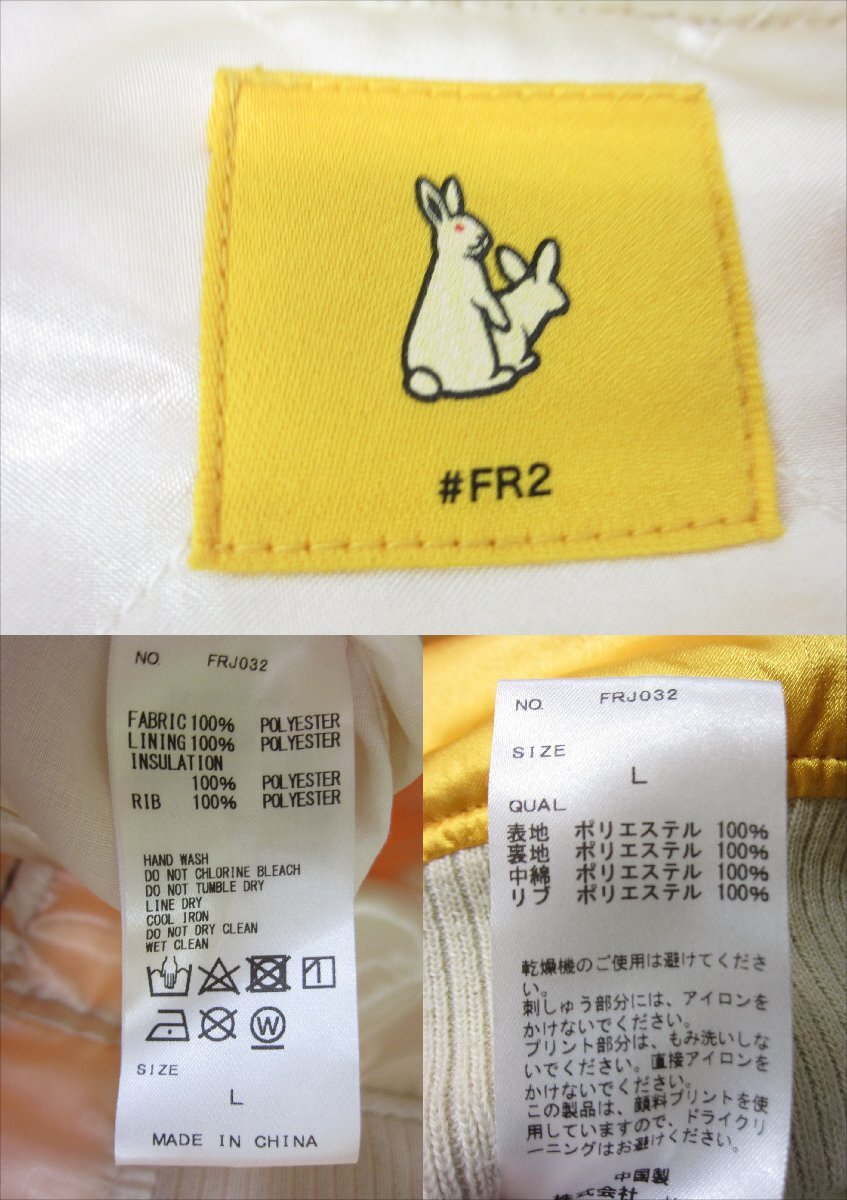 #FR2
NO. FRJ032
FABRIC 100% POLYESTER
LINING 100% POLYESTER
INSULATION
100% POLYESTER
RIB 100% POLYESTER
HAND WASH
DO NOT CHLORINE BLEACH
DO NOT TUMBLE DRY
LINE DRY
COOL IRON
DO NOT DRY CLEAN
WET CLEAN
W
SIZE
L
MADE IN CHINA
NO. FRJ032
SIZE
L
QUAL
表地 ポリエステル 100%
裏地 ポリエステル 100%
中綿 ポリエステル 100%
リブ ポリエステル 100%
乾燥機のご使用は避けてくださ
い。
刺しゅう部分には、アイロンを
かけないでください。
プリント部分は、もみ洗いしな
いでください。直接アイロンを
かけないでください。
この製品は、顔料プリントを使
用していますので、ドライクリ
ーニングはお避けください。
中国製
株式会社